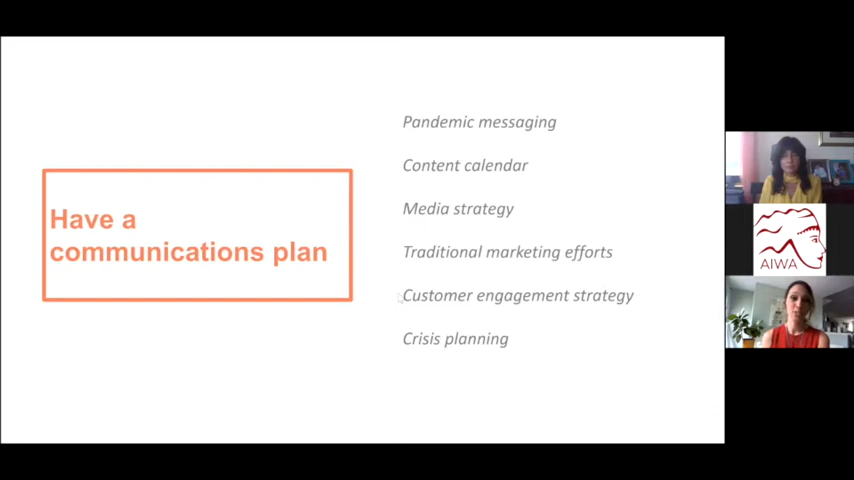 Have a
communications plan
Pandemic messaging
Content calendar
Media strategy
Traditional marketing efforts
Customer engagement strategy
Crisis planning
AIWA